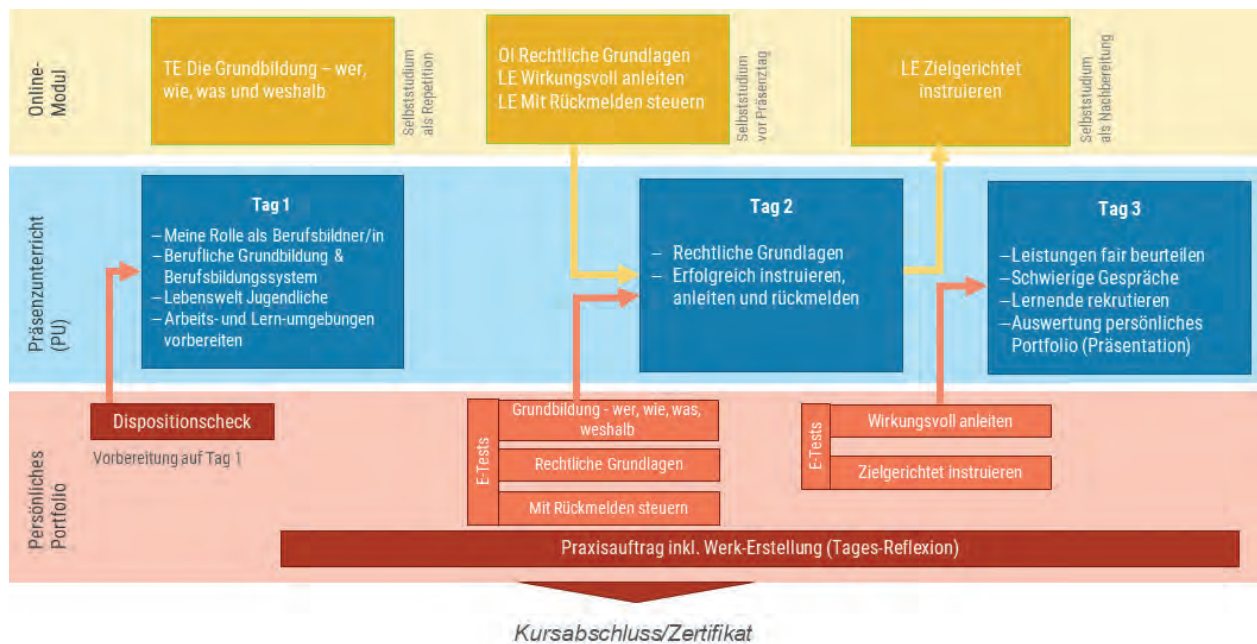 Online-
Modul
TE Die Grundbildung – wer,
wie, was und weshalb
Selbststudium
als Repetition
OI Rechtliche Grundlagen
LE Wirkungsvoll anleiten
LE Mit Rückmelden steuern
Selbststudium
vor Präsenztag
LE Zielgerichtet
instruieren
Selbststudium
als Nachbereitung
Präsenzunterricht
(PU)
Tag 1
– Meine Rolle als Berufsbildner/in
– Berufliche Grundbildung &
Berufsbildungssystem
– Lebenswelt Jugendliche
– Arbeits- und Lern-umgebungen
vorbereiten
Tag 2
– Rechtliche Grundlagen
– Erfolgreich instruieren,
anleiten und rückmelden
Tag 3
– Leistungen fair beurteilen
– Schwierige Gespräche
– Lernende rekrutieren
– Auswertung persönliches
Portfolio (Präsentation)
Persönliches
Portfolio
Dispositionscheck
Vorbereitung auf Tag 1
E-Tests
Grundbildung - wer, wie, was,
weshalb
Rechtliche Grundlagen
Mit Rückmelden steuern
E-Tests
Wirkungsvoll anleiten
Zielgerichtet instruieren
Praxisauftrag inkl. Werk-Erstellung (Tages-Reflexion)
Kursabschluss/Zertifikat